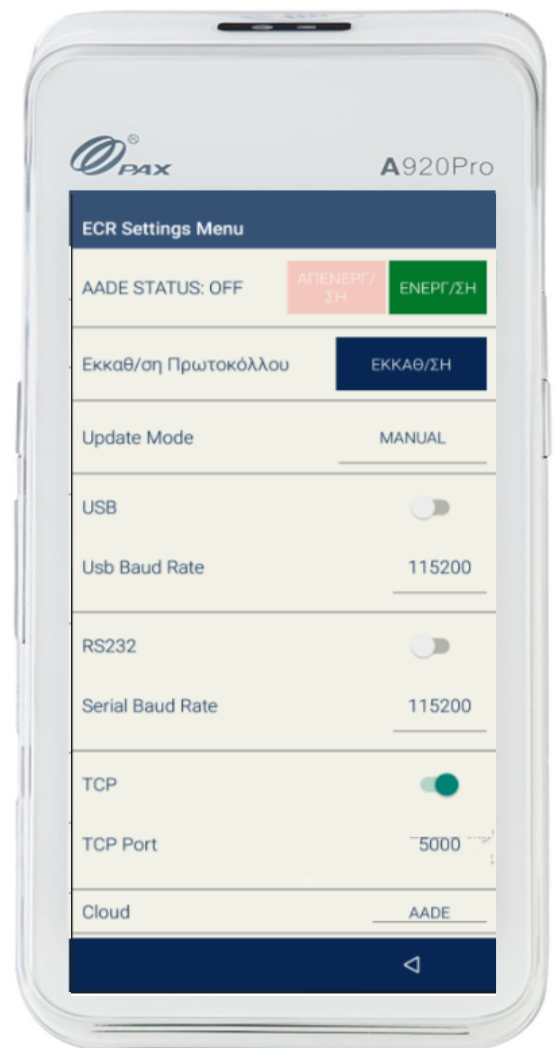 PAX
A920Pro
ECR Settings Menu
AADE STATUS: OFF
ΑΠΕΝΕΡΓ/
ΣΗ
ΕΝΕΡΓ/ΣΗ
Εκκαθ/ση Πρωτοκόλλου
ΕΚΚΑΘ/ΣΗ
Update Mode
MANUAL
USB
Usb Baud Rate
115200
RS232
Serial Baud Rate
115200
TCP
TCP Port
5000
Cloud
AADE